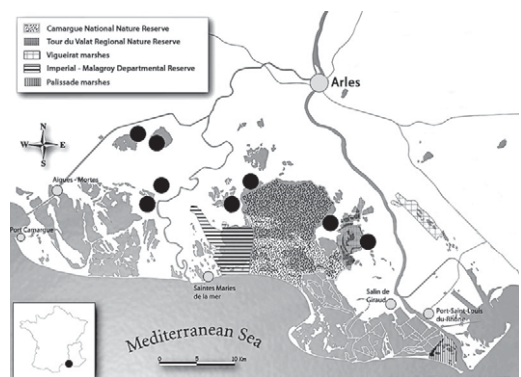 Camargue National Nature Reserve
Tour du Valat Regional Nature Reserve
Vigueirat marshes
Imperial - Malagroy Departmental Reserve
Palissade marshes
Arles
N
W
E
S
Aigues - Mortes
Port Camargue
Saintes Maries
de la mer
Salin de
Giraud
Port-Saint-Louis
du-Rhône
Mediterranean Sea
0
5
10 Km